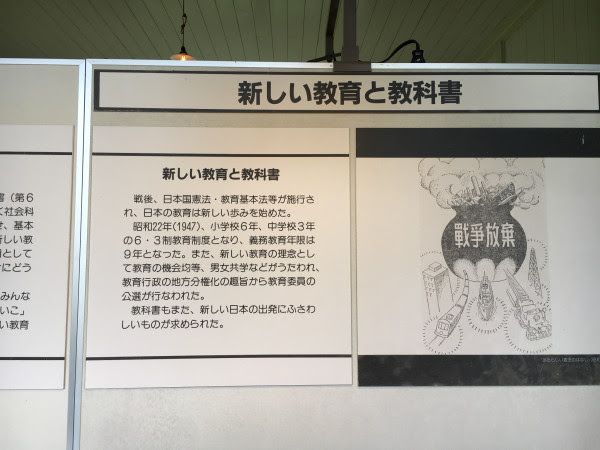 新しい教育と教科書
書（第6
て社会科
せ、基本
新しい教
目として
でにどう
みんな
いこ」
い教育
新しい教育と教科書
戦後、日本国憲法・教育基本法等が施行さ
れ、日本の教育は新しい歩みを始めた。
昭和22年（1947）、小学校6年、中学校3年
の6・3制教育制度となり、義務教育年限は
9年となった。また、新しい教育の理念とし
て教育の機会均等、男女共学などがうたわれ、
教育行政の地方分権化の趣旨から教育委員の
公選が行なわれた。
教科書もまた、新しい日本の出発にふさわ
しいものが求められた。
戰爭放棄